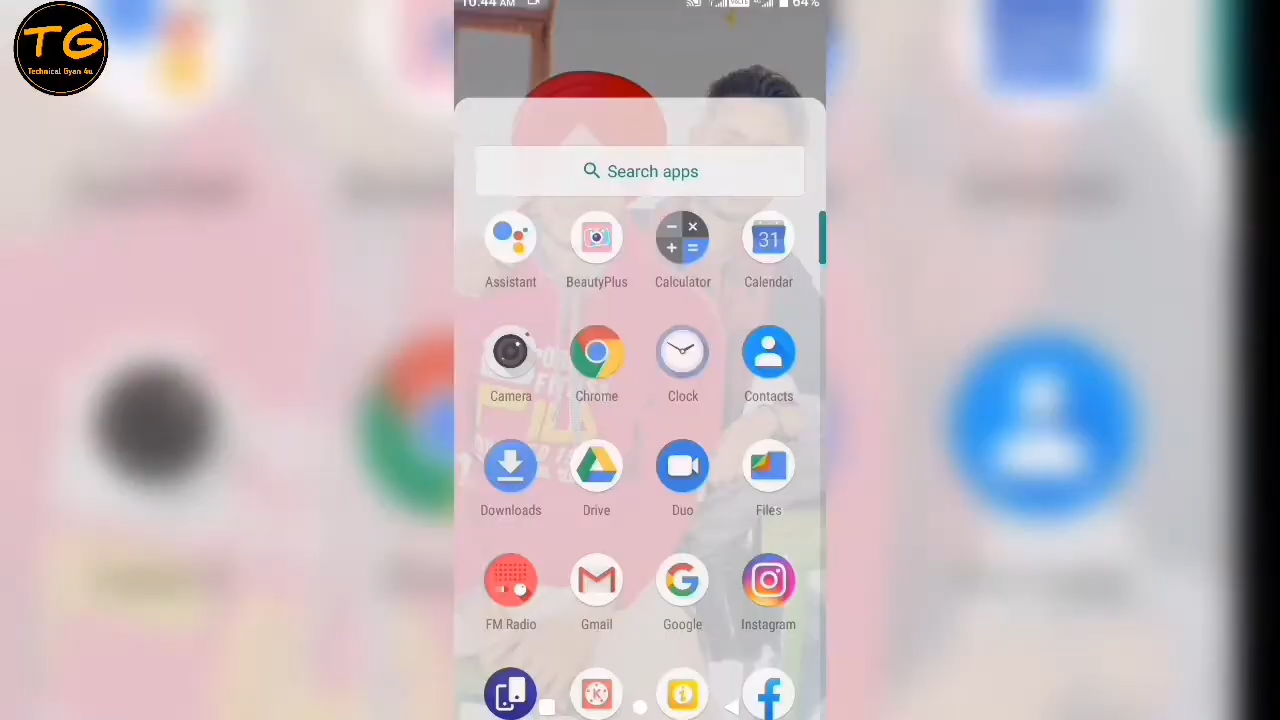 TG
Technical Gyan 4u
10:44 AM
64%
Search apps
Assistant
BeautyPlus
Calculator
31
Calendar
Camera
Chrome
Clock
Contacts
Downloads
Drive
Duo
Files
FM Radio
Gmail
Google
Instagram